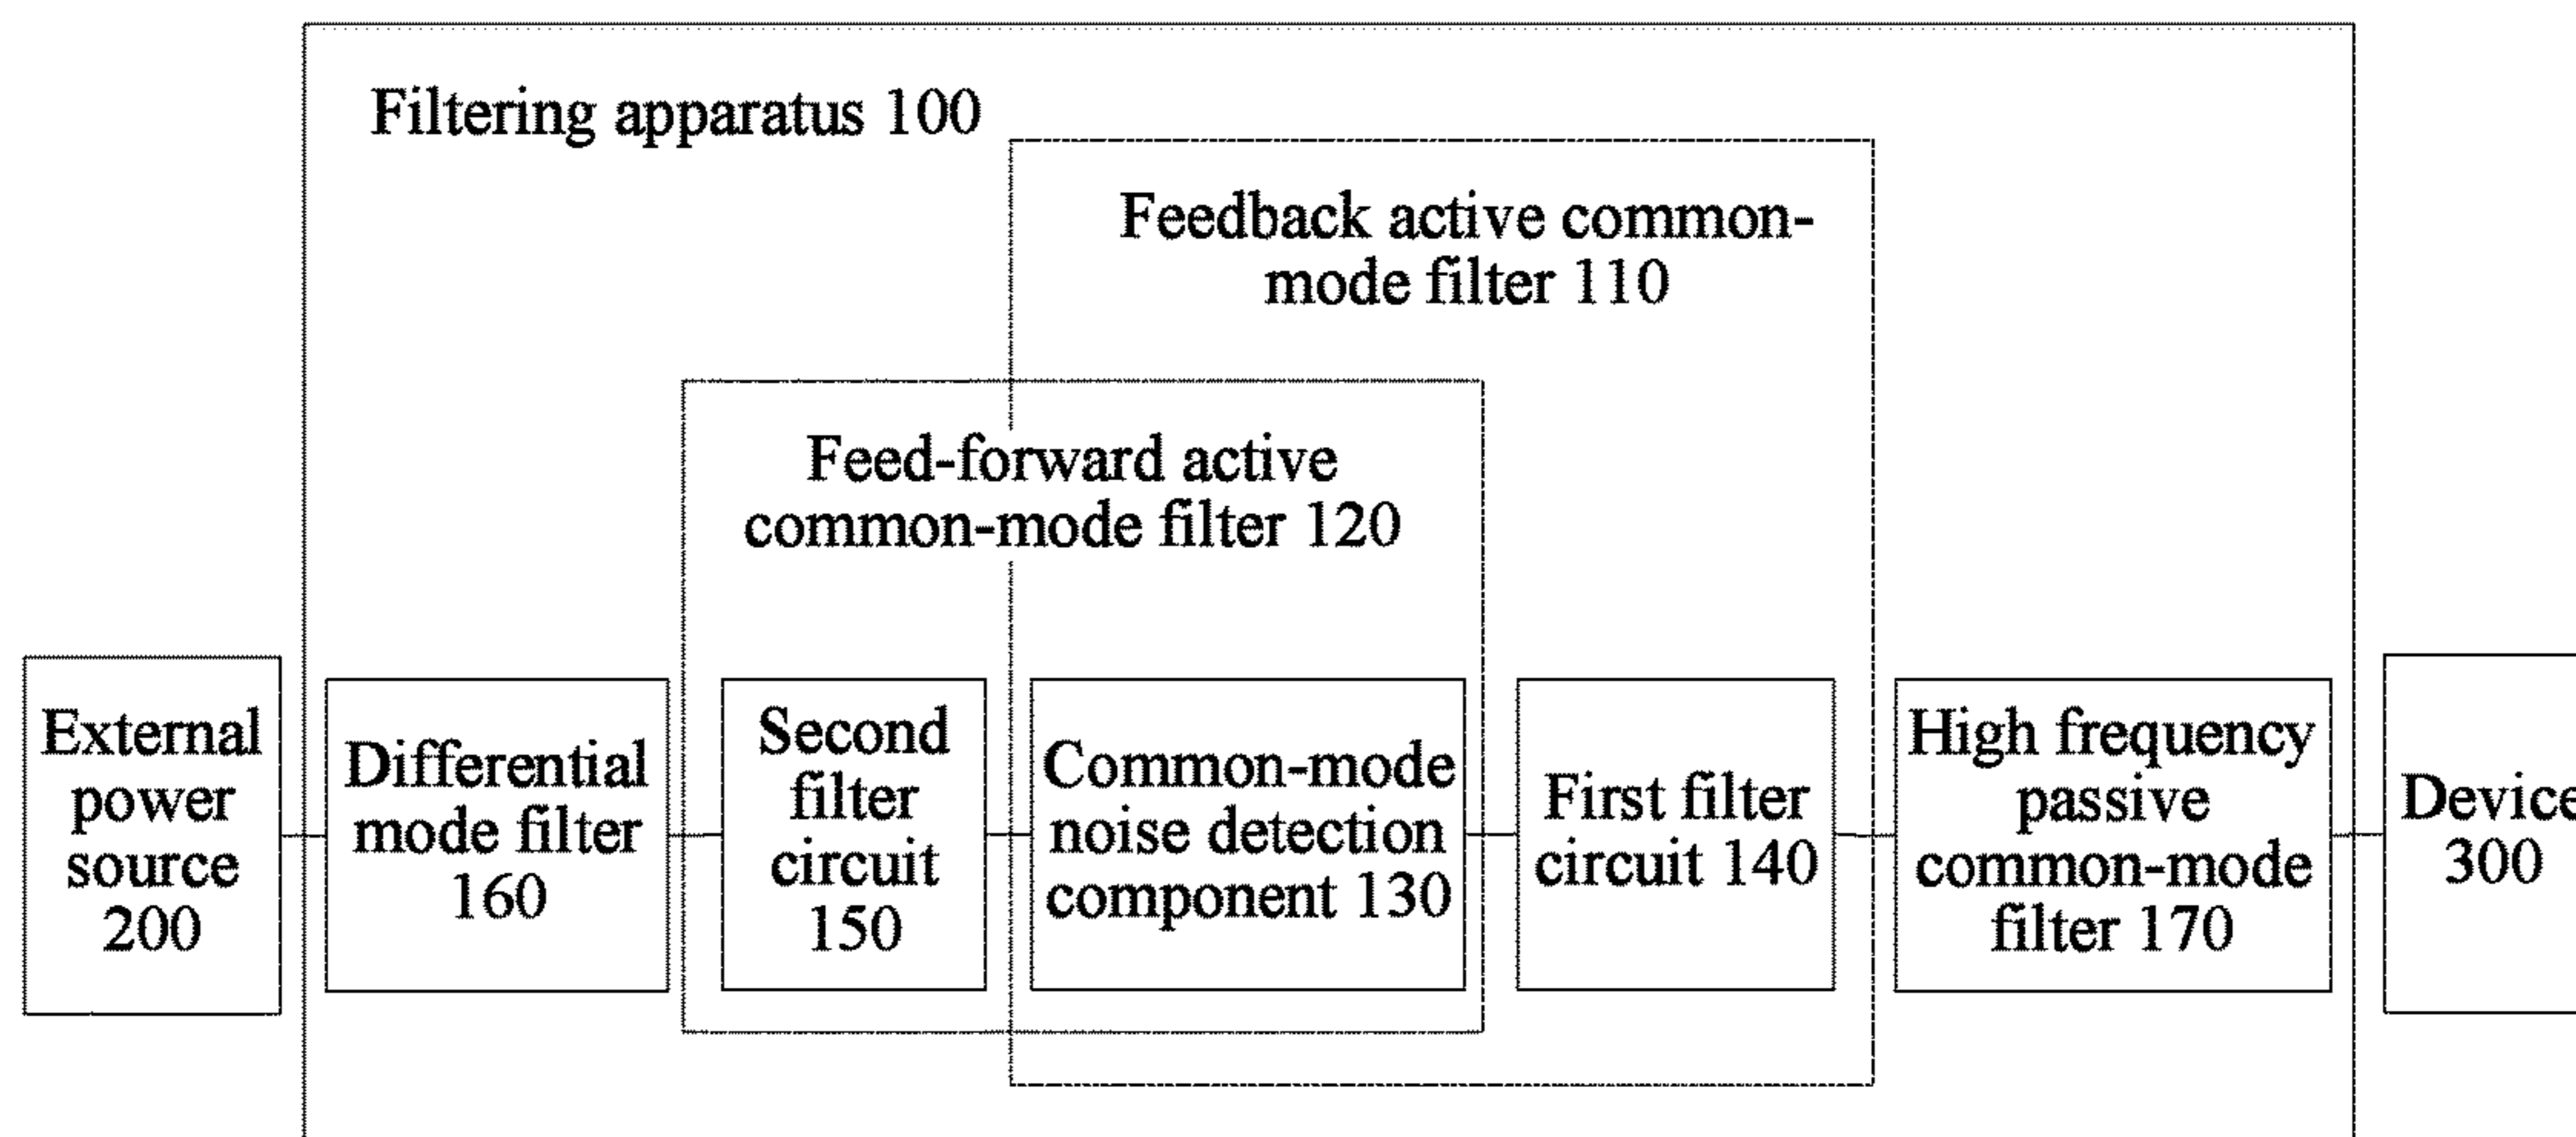 Filtering apparatus 100
Feedback active common-
mode filter 110
Feed-forward active
common-mode filter 120
External
power
source
200
Differential
mode filter
160
Second
filter
circuit
150
Common-mode
noise detection
component 130
First filter
circuit 140
High frequency
passive
common-mode
filter 170
Device
300